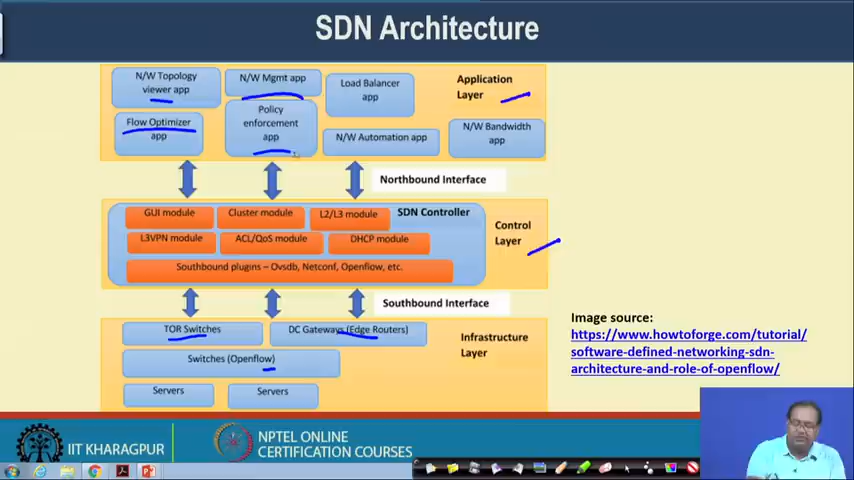 SDN Architecture
N/W Topology
viewer app
N/W Mgmt app
Load Balancer
app
Application
Layer
Flow Optimizer
app
Policy
enforcement
app
N/W Automation app
N/W Bandwidth
app
Northbound Interface
GUI module
Cluster module
L2/L3 module
SDN Controller
L3VPN module
ACL/QoS module
DHCP module
Control
Layer
Southbound plugins – Ovsdb, Netconf, Openflow, etc.
Southbound Interface
TOR Switches
DC Gateways (Edge Routers)
Infrastructure
Layer
Switches (Openflow)
Servers
Servers
Image source:
https://www.howtoforge.com/tutorial/
software-defined-networking-sdn-
architecture-and-role-of-openflow/
IIT KHARAGPUR
NPTEL ONLINE
CERTIFICATION COURSES